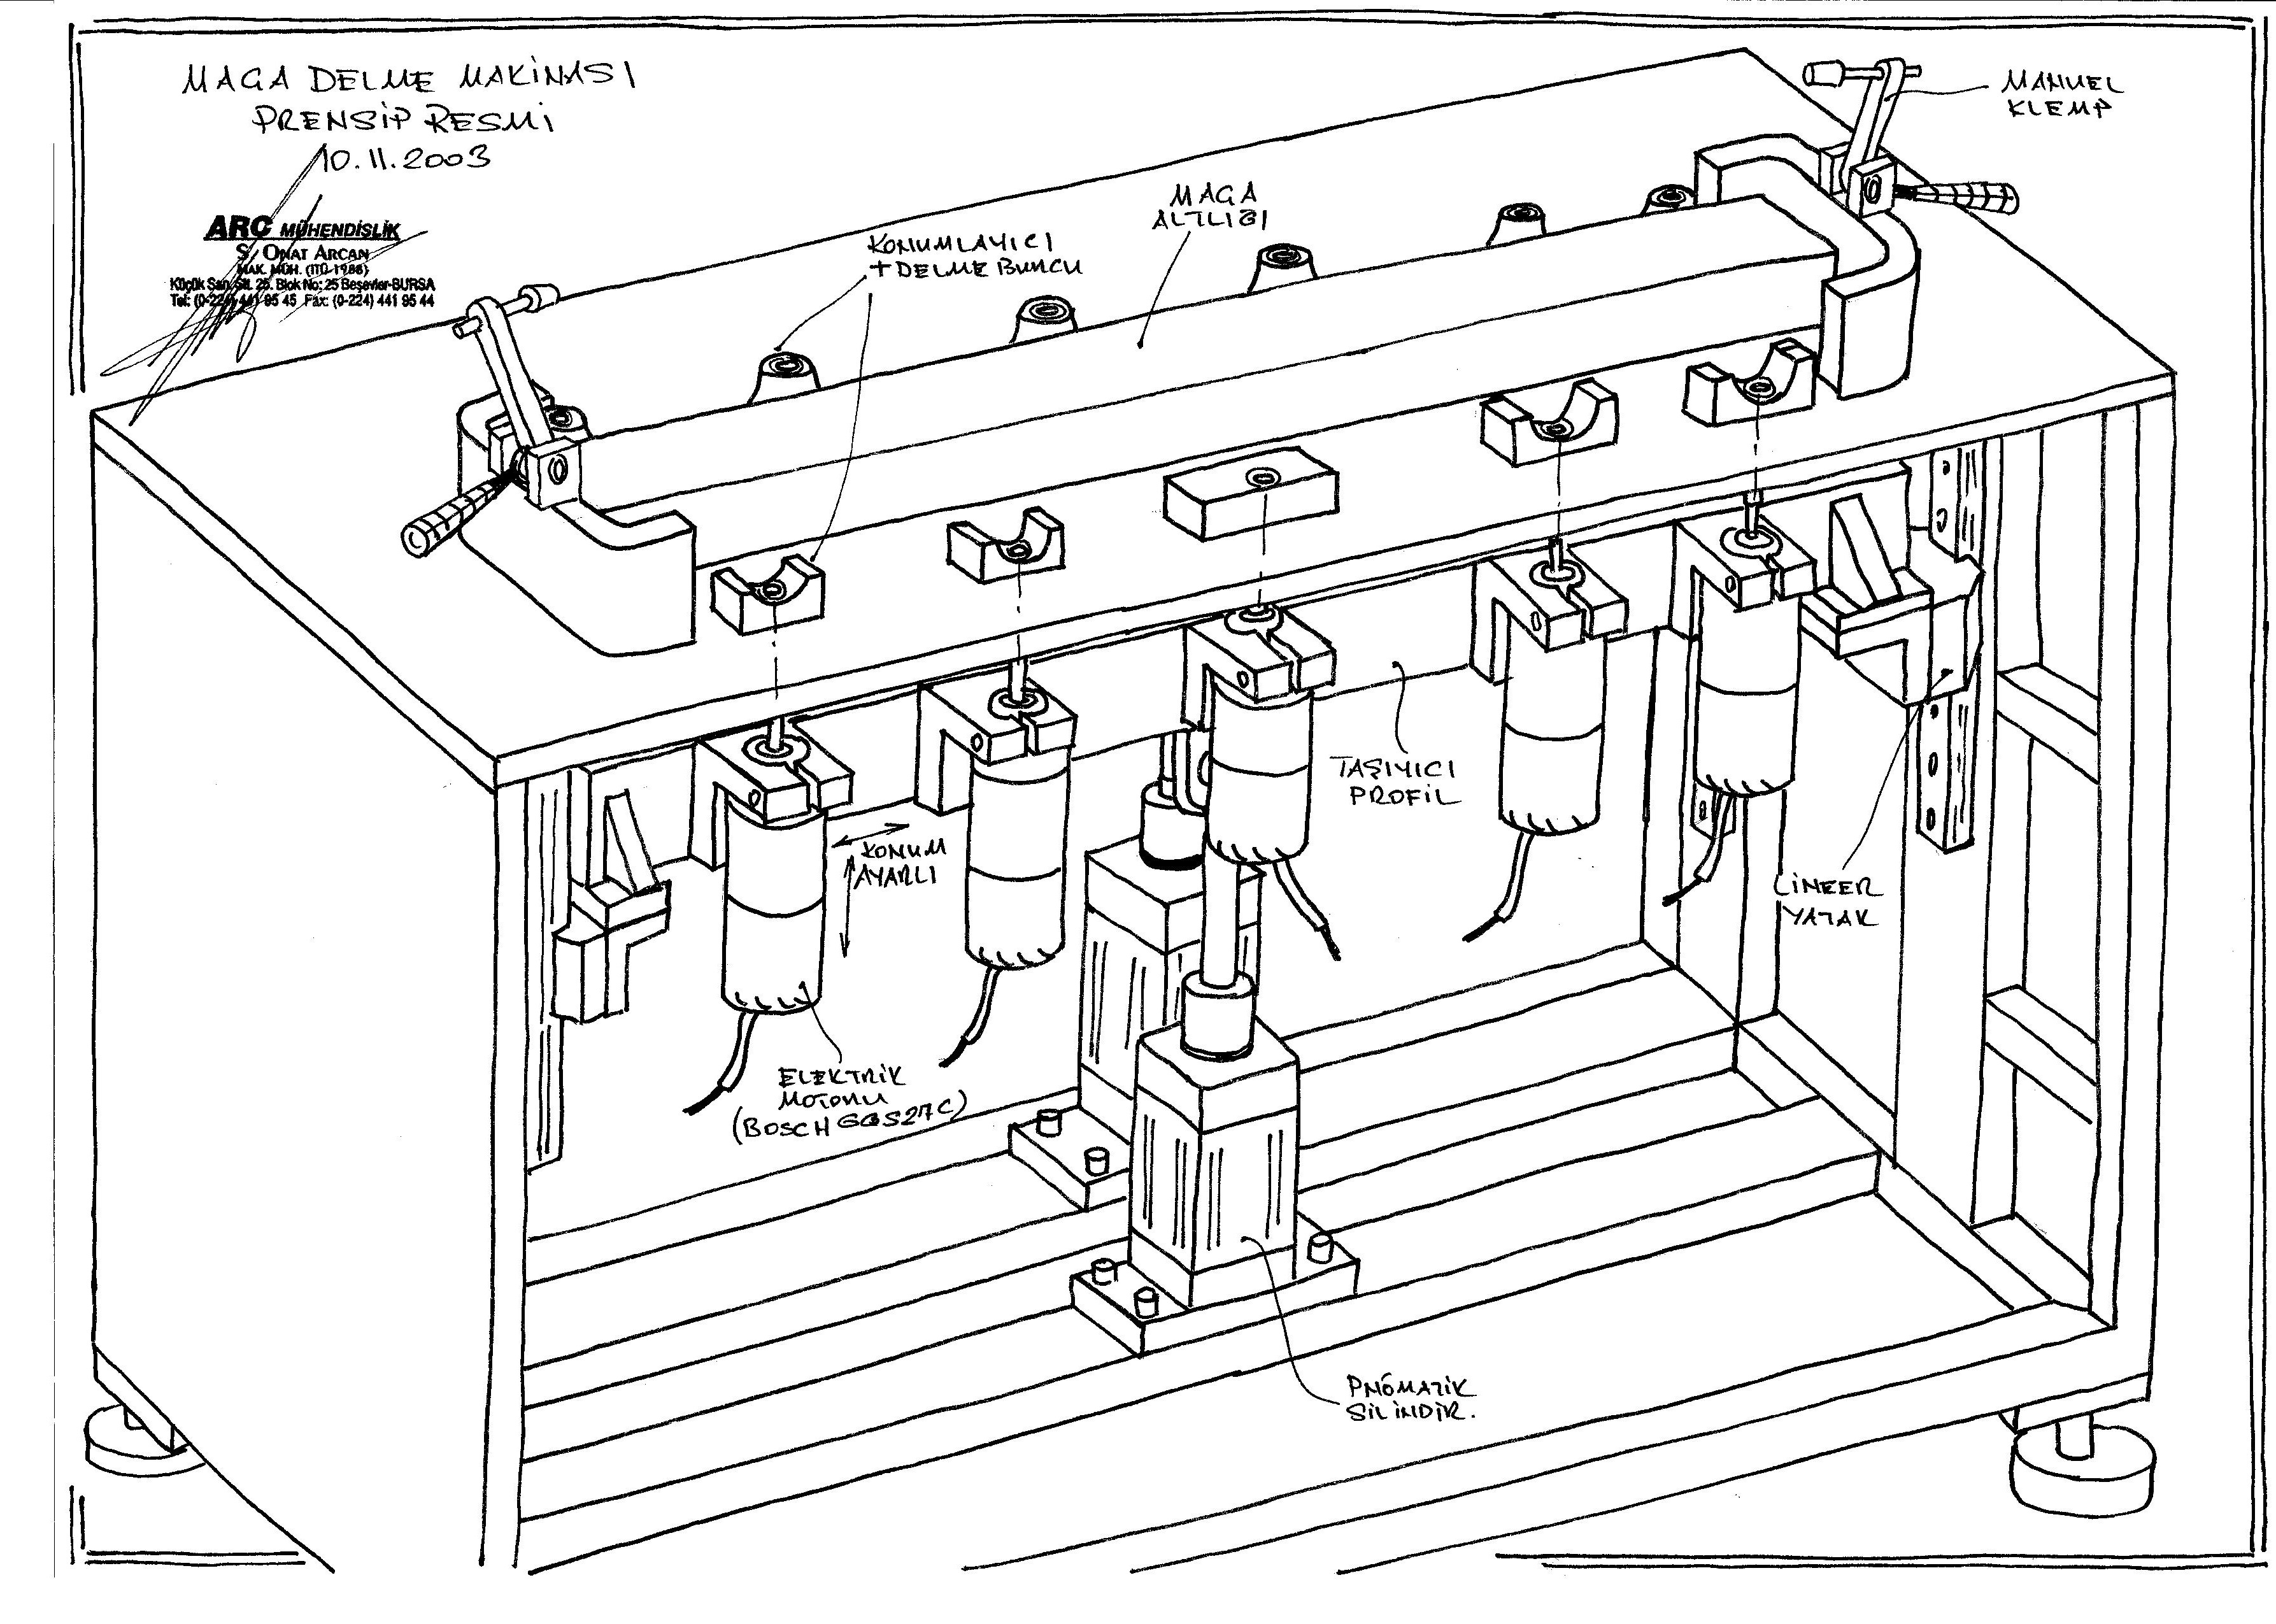 MAÇA DELME MAKİNASI
PRENSİP RESMİ
10.11.2003
ARC MÜHENDİSLİK
S. ONAT ARCAN
MAK. MÜH. (İTÜ-1986)
Küçük San. Sit. 25. Blok No: 25 Beşevler-BURSA
Tel: (0-224) 441 95 45 Fax: (0-224) 441 95 44
KONUMLAYICI
+ DELME BURCU
MAÇA
ALTLIĞI
MANUEL
KLEMP
TAŞIYICI
PROFİL
KONUM
AYARLI
LİNEER
YATAK
ELEKTRİK
MOTORU
(BOSCH GGS27C)
PNÖMATİK
SİLİNDİR.